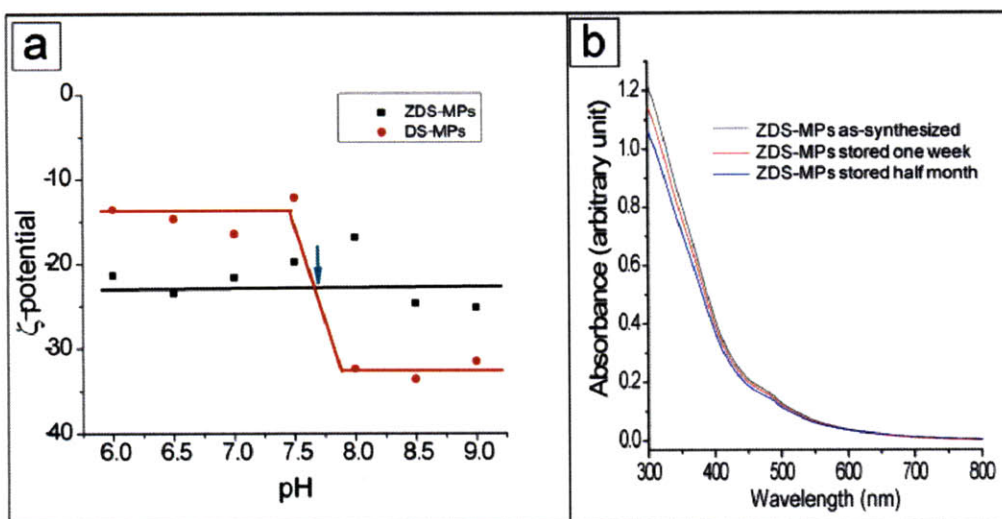 a
0
-10
-20
-30
-40
ζ-potential
ZDS-MPs
DS-MPs
6.0 6.5 7.0 7.5 8.0 8.5 9.0
pH
b
1.2
1.0
0.8
0.6
0.4
0.2
0.0
Absorbance (arbitrary unit)
ZDS-MPs as-synthesized
ZDS-MPs stored one week
ZDS-MPs stored half month
300 400 500 600 700 800
Wavelength (nm)